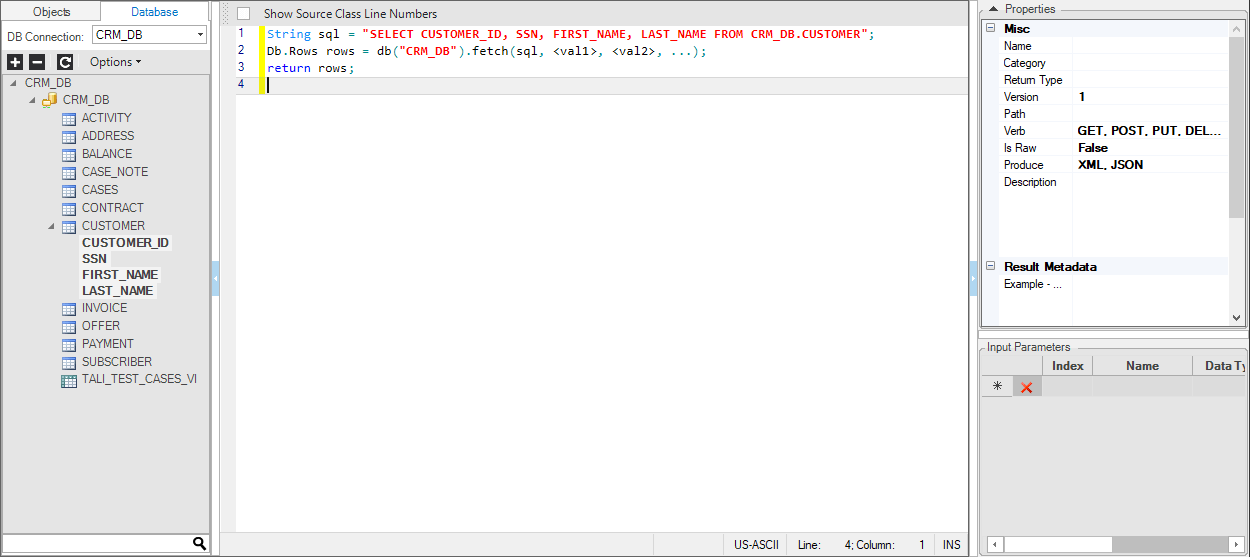 Objects
Database
DB Connection:
CRM_DB
Options
CRM_DB
CRM_DB
ACTIVITY
ADDRESS
BALANCE
CASE_NOTE
CASES
CONTRACT
CUSTOMER
CUSTOMER_ID
SSN
FIRST_NAME
LAST_NAME
INVOICE
OFFER
PAYMENT
SUBSCRIBER
TALI_TEST_CASES_VI
Show Source Class Line Numbers
1 String sql = "SELECT CUSTOMER_ID, SSN, FIRST_NAME, LAST_NAME FROM CRM_DB.CUSTOMER";
2 Db.Rows rows = db("CRM_DB").fetch(sql, <val1>, <val2>, ...);
3 return rows;
4
US-ASCII Line: 4; Column: 1 INS
Properties
Misc
Name
Category
Return Type
Version 1
Path
Verb GET, POST, PUT, DEL...
Is Raw False
Produce XML, JSON
Description
Result Metadata
Example - ...
Input Parameters
Index Name Data Ty